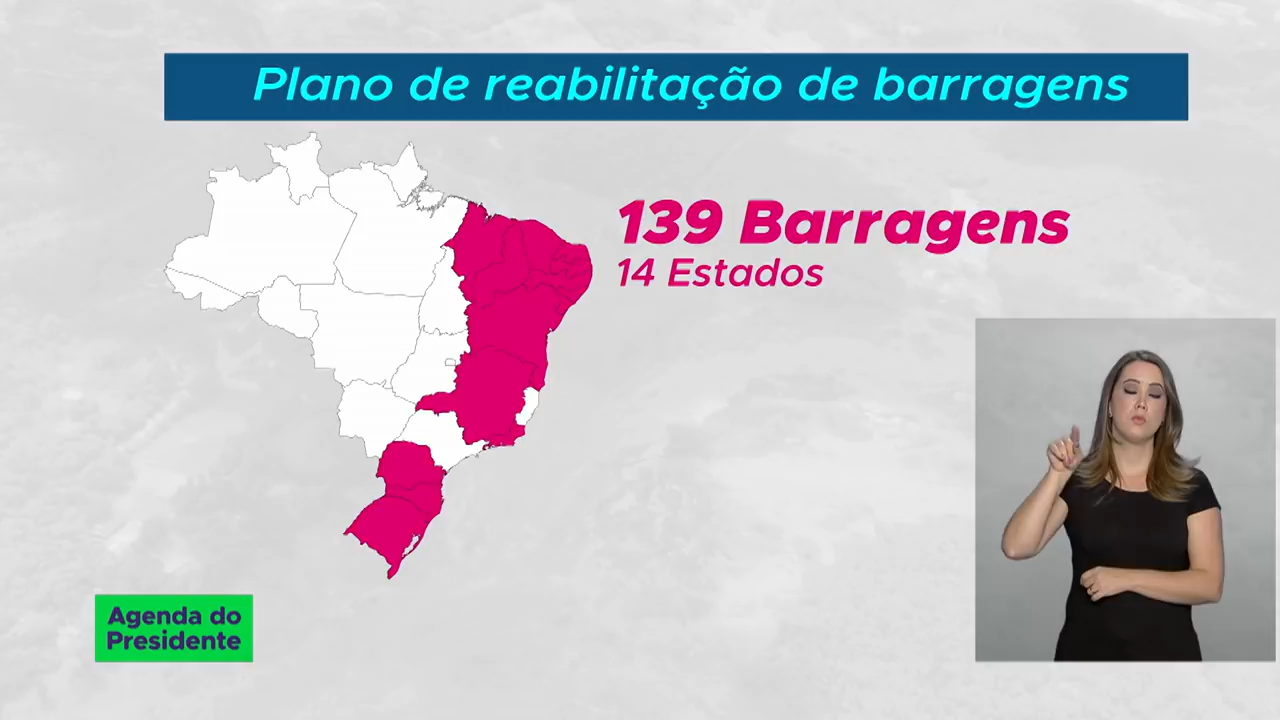 Plano de reabilitação de barragens
139 Barragens
14 Estados
Agenda do
Presidente